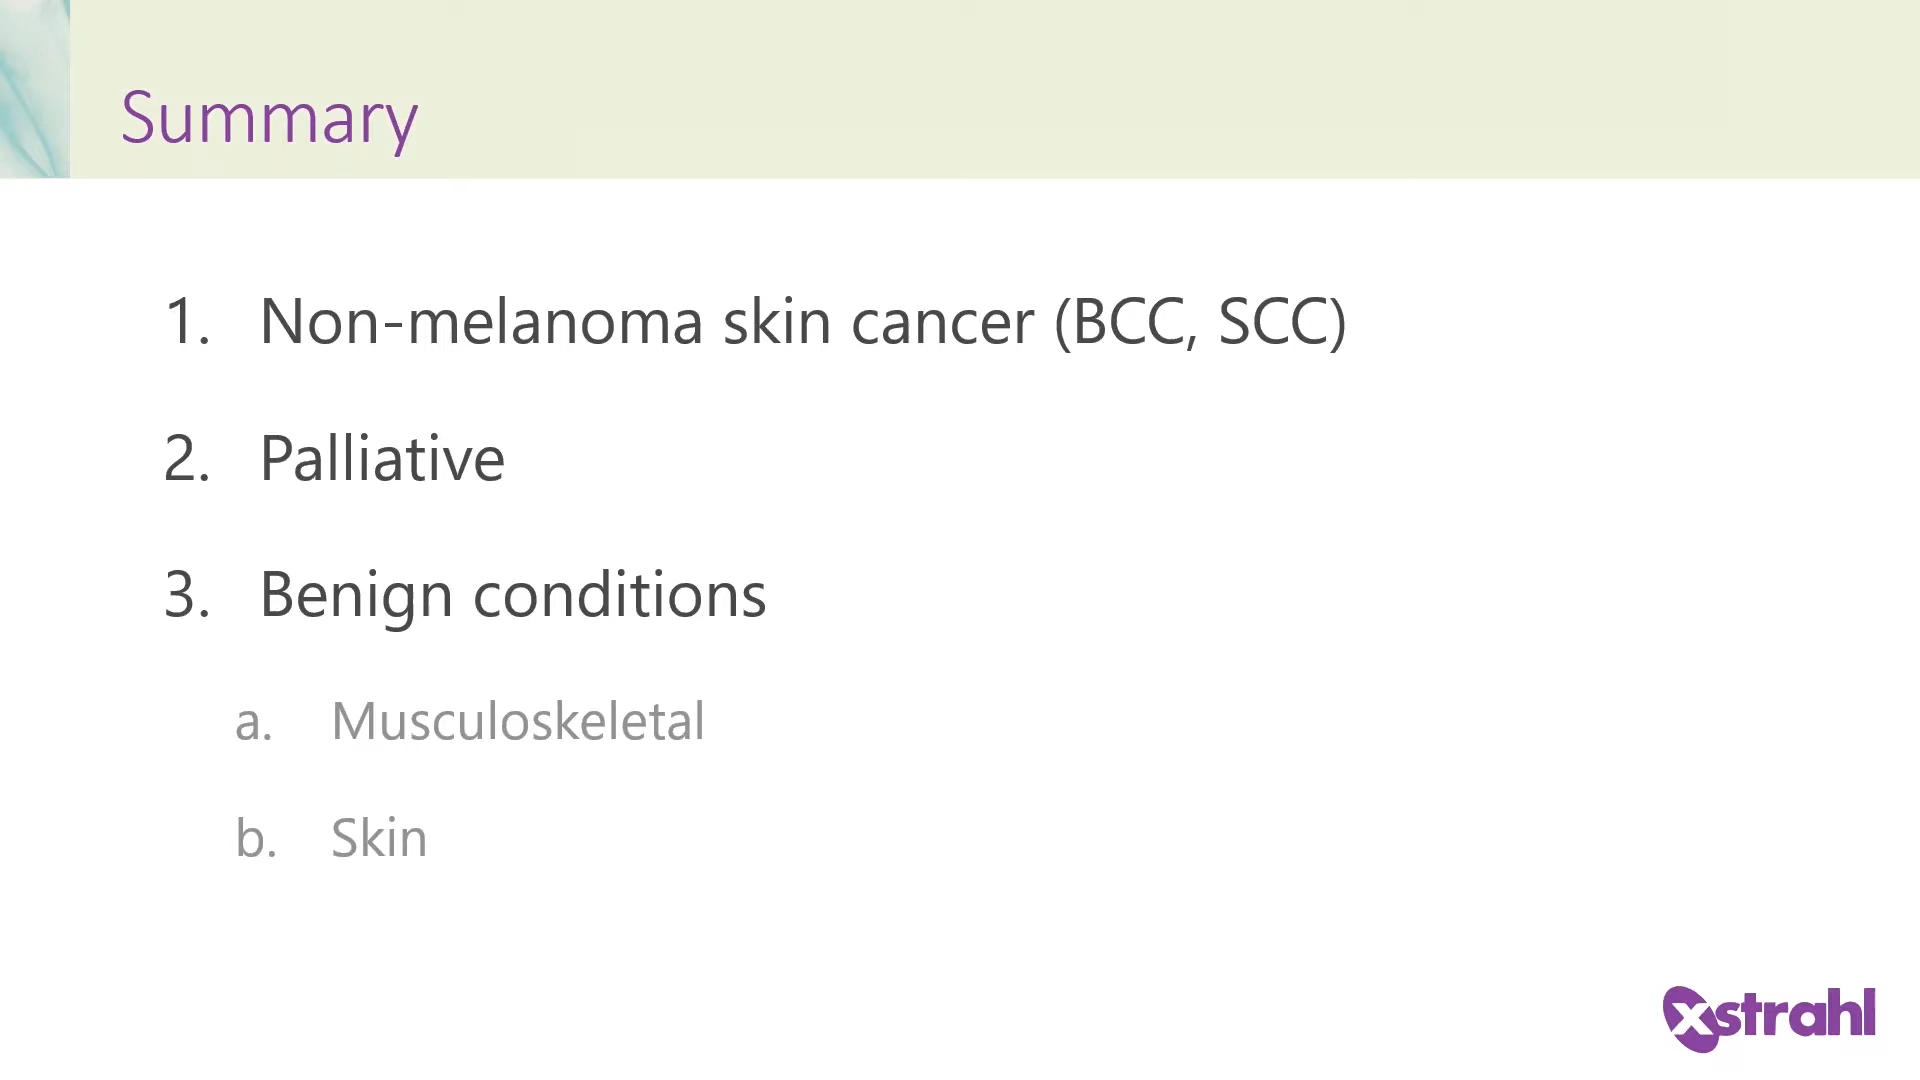 Summary
1. Non-melanoma skin cancer (BCC, SCC)
2. Palliative
3. Benign conditions
a. Musculoskeletal
b. Skin
xstrahl